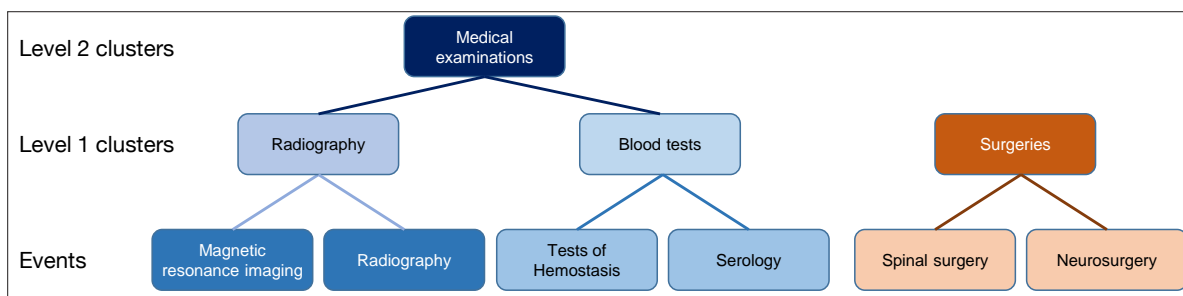 Level 2 clusters
Medical
examinations
Level 1 clusters
Radiography
Blood tests
Surgeries
Events
Magnetic
resonance imaging
Radiography
Tests of
Hemostasis
Serology
Spinal surgery
Neurosurgery